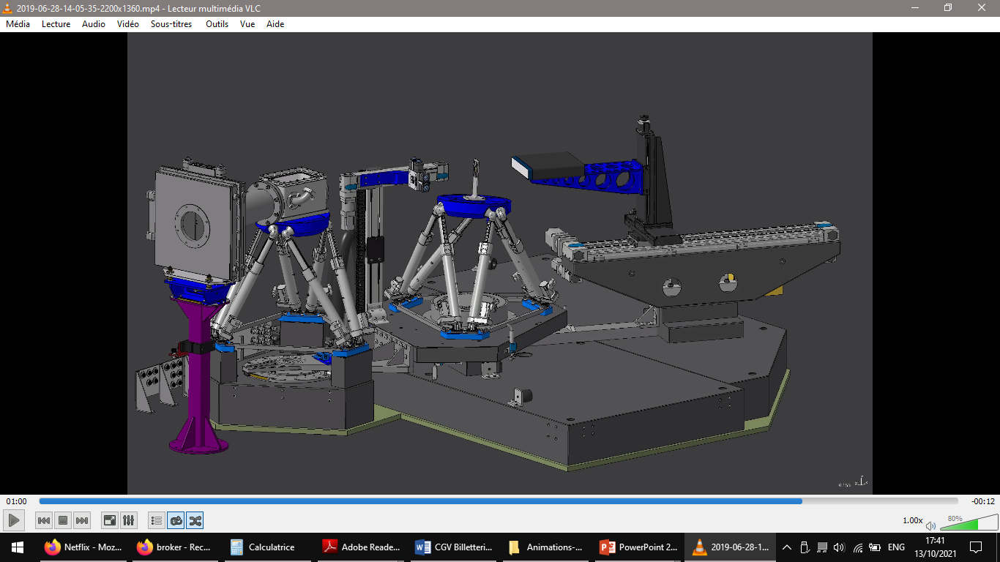 2019-06-28-14-05-35-2200x1360.mp4 - Lecteur multimédia VLC
Média Lecture Audio Vidéo Sous-titres Outils Vue Aide
01:00
-00:12
1.00x
80%
Netflix - Moz...
broker - Rec...
Calculatrice
Adobe Reade...
CGV Billetteri...
Animations-...
PowerPoint 2...
2019-06-28-1...
ENG
17:41
13/10/2021